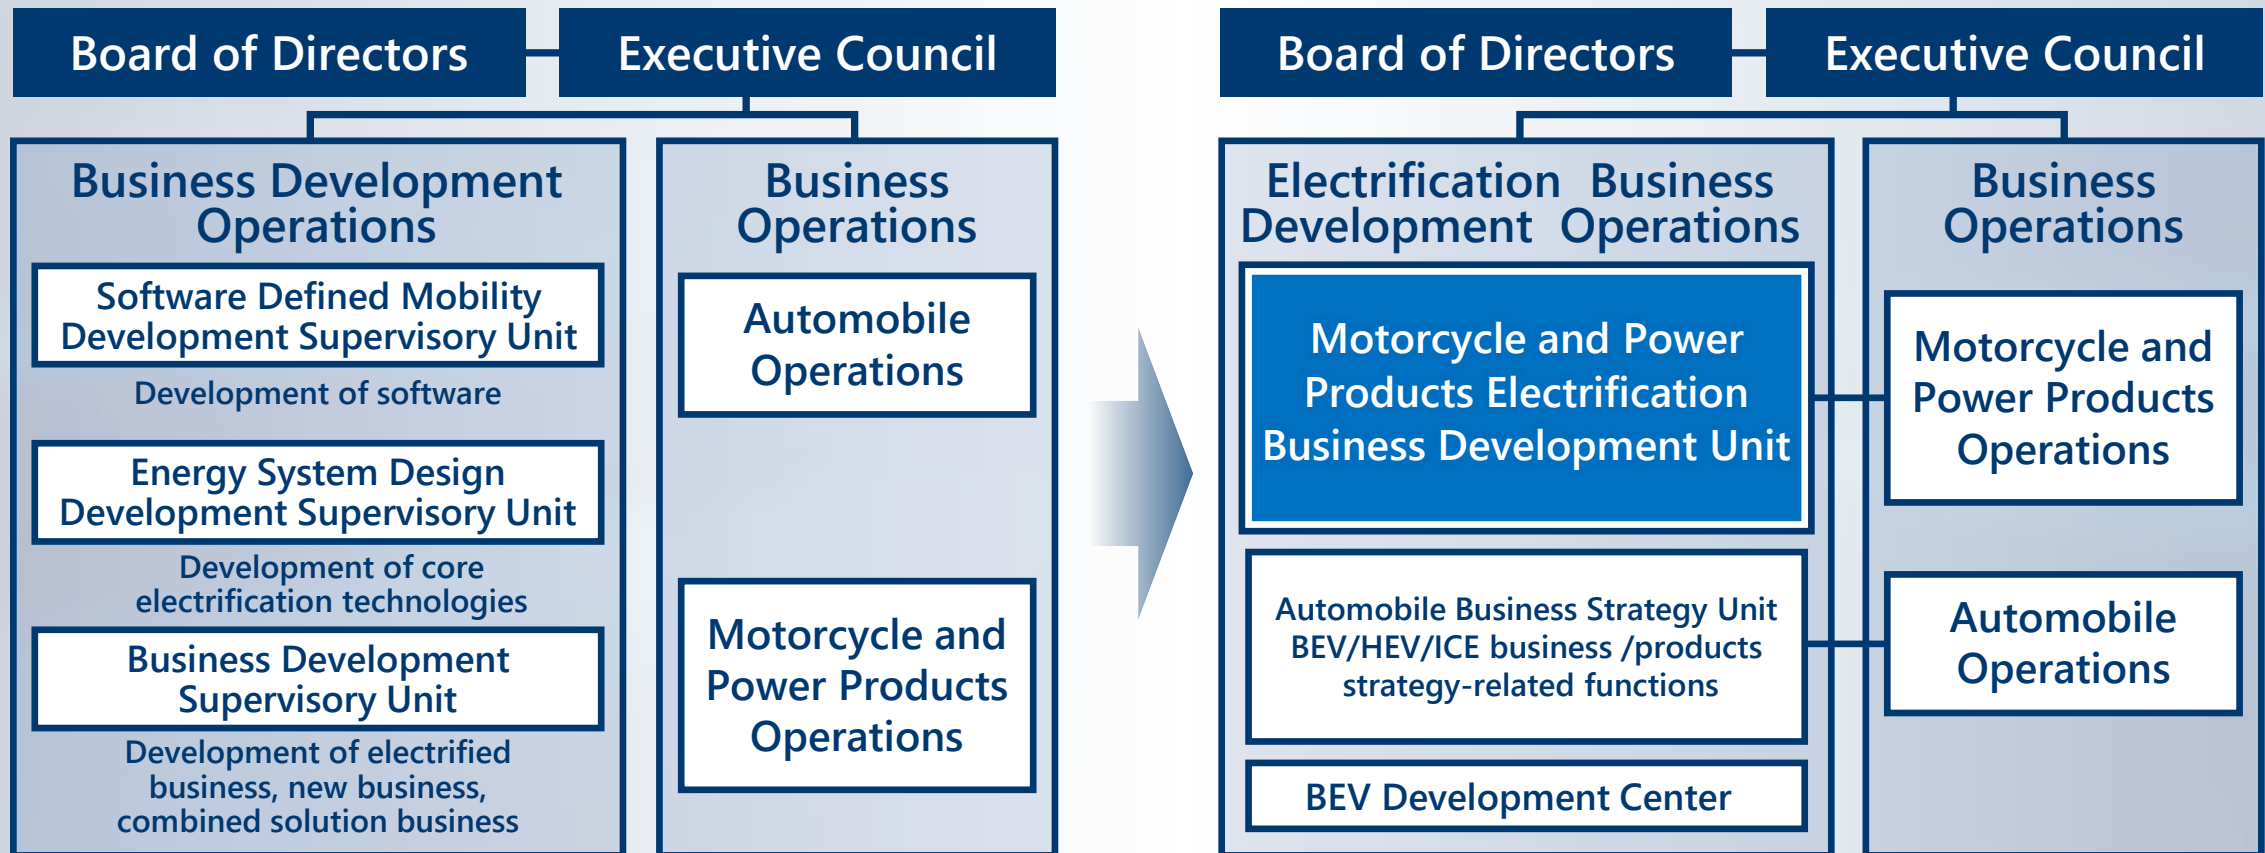 Board of Directors
Executive Council
Business Development
Operations
Software Defined Mobility
Development Supervisory Unit
Development of software
Energy System Design
Development Supervisory Unit
Development of core
electrification technologies
Business Development
Supervisory Unit
Development of electrified
business, new business,
combined solution business
Business
Operations
Automobile
Operations
Motorcycle and
Power Products
Operations
Board of Directors
Executive Council
Electrification Business
Development Operations
Motorcycle and Power
Products Electrification
Business Development Unit
Automobile Business Strategy Unit
BEV/HEV/ICE business /products
strategy-related functions
BEV Development Center
Business
Operations
Motorcycle and
Power Products
Operations
Automobile
Operations